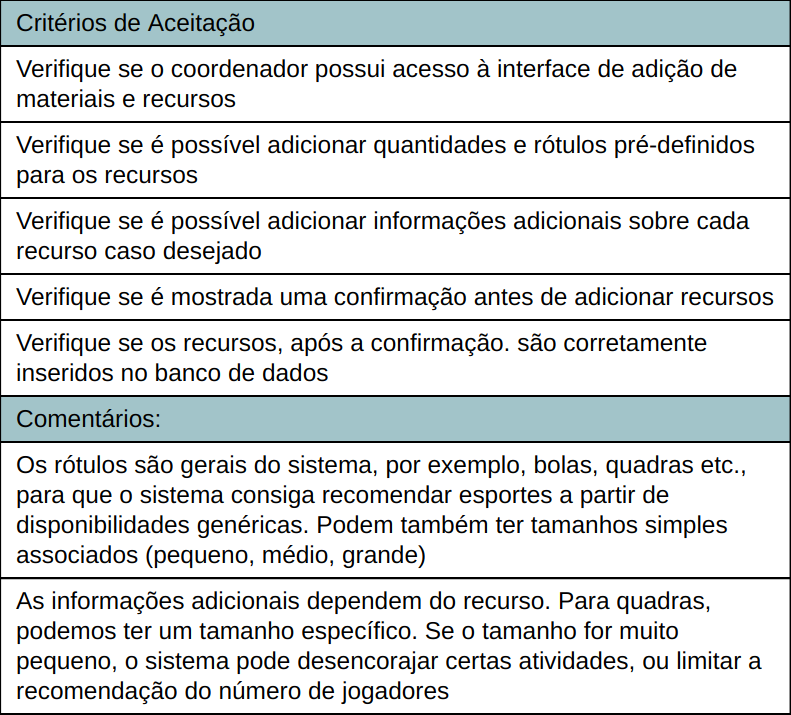 Critérios de Aceitação
Verifique se o coordenador possui acesso à interface de adição de
materiais e recursos
Verifique se é possível adicionar quantidades e rótulos pré-definidos
para os recursos
Verifique se é possível adicionar informações adicionais sobre cada
recurso caso desejado
Verifique se é mostrada uma confirmação antes de adicionar recursos
Verifique se os recursos, após a confirmação. são corretamente
inseridos no banco de dados
Comentários:
Os rótulos são gerais do sistema, por exemplo, bolas, quadras etc.,
para que o sistema consiga recomendar esportes a partir de
disponibilidades genéricas. Podem também ter tamanhos simples
associados (pequeno, médio, grande)
As informações adicionais dependem do recurso. Para quadras,
podemos ter um tamanho específico. Se o tamanho for muito
pequeno, o sistema pode desencorajar certas atividades, ou limitar a
recomendação do número de jogadores